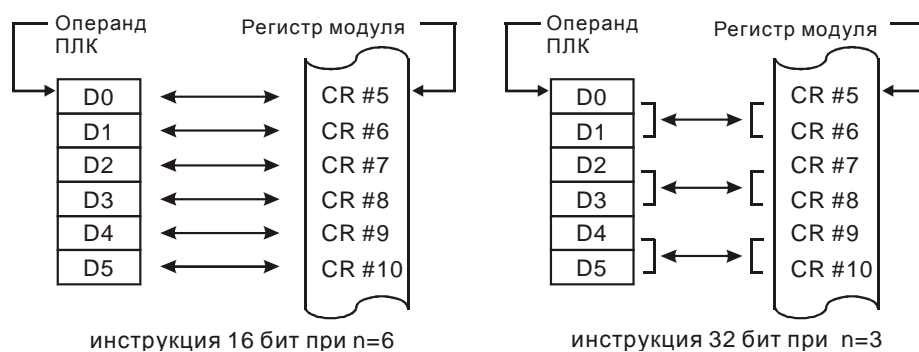 Операнд
ПЛК
Регистр модуля
D0
CR #5
D1
CR #6
D2
CR #7
D3
CR #8
D4
CR #9
D5
CR #10
инструкция 16 бит при n=6
Операнд
ПЛК
Регистр модуля
D0
CR #5
D1
CR #6
D2
CR #7
D3
CR #8
D4
CR #9
D5
CR #10
инструкция 32 бит при n=3